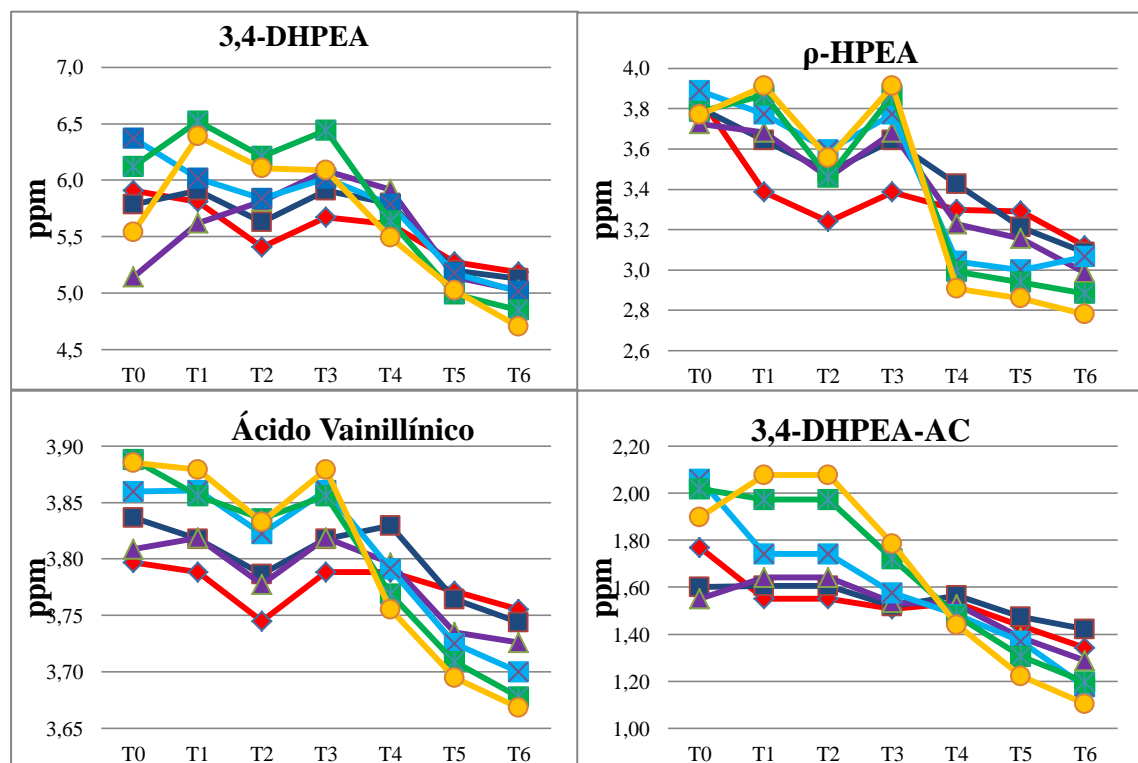 3,4-DHPEA
7,0
6,5
6,0
5,5
5,0
4,5
ppm
T0 T1 T2 T3 T4 T5 T6
ρ-HPEA
4,0
3,8
3,6
3,4
3,2
3,0
2,8
2,6
ppm
T0 T1 T2 T3 T4 T5 T6
Ácido Vainillínico
3,90
3,85
3,80
3,75
3,70
3,65
ppm
T0 T1 T2 T3 T4 T5 T6
3,4-DHPEA-AC
2,20
2,00
1,80
1,60
1,40
1,20
1,00
ppm
T0 T1 T2 T3 T4 T5 T6